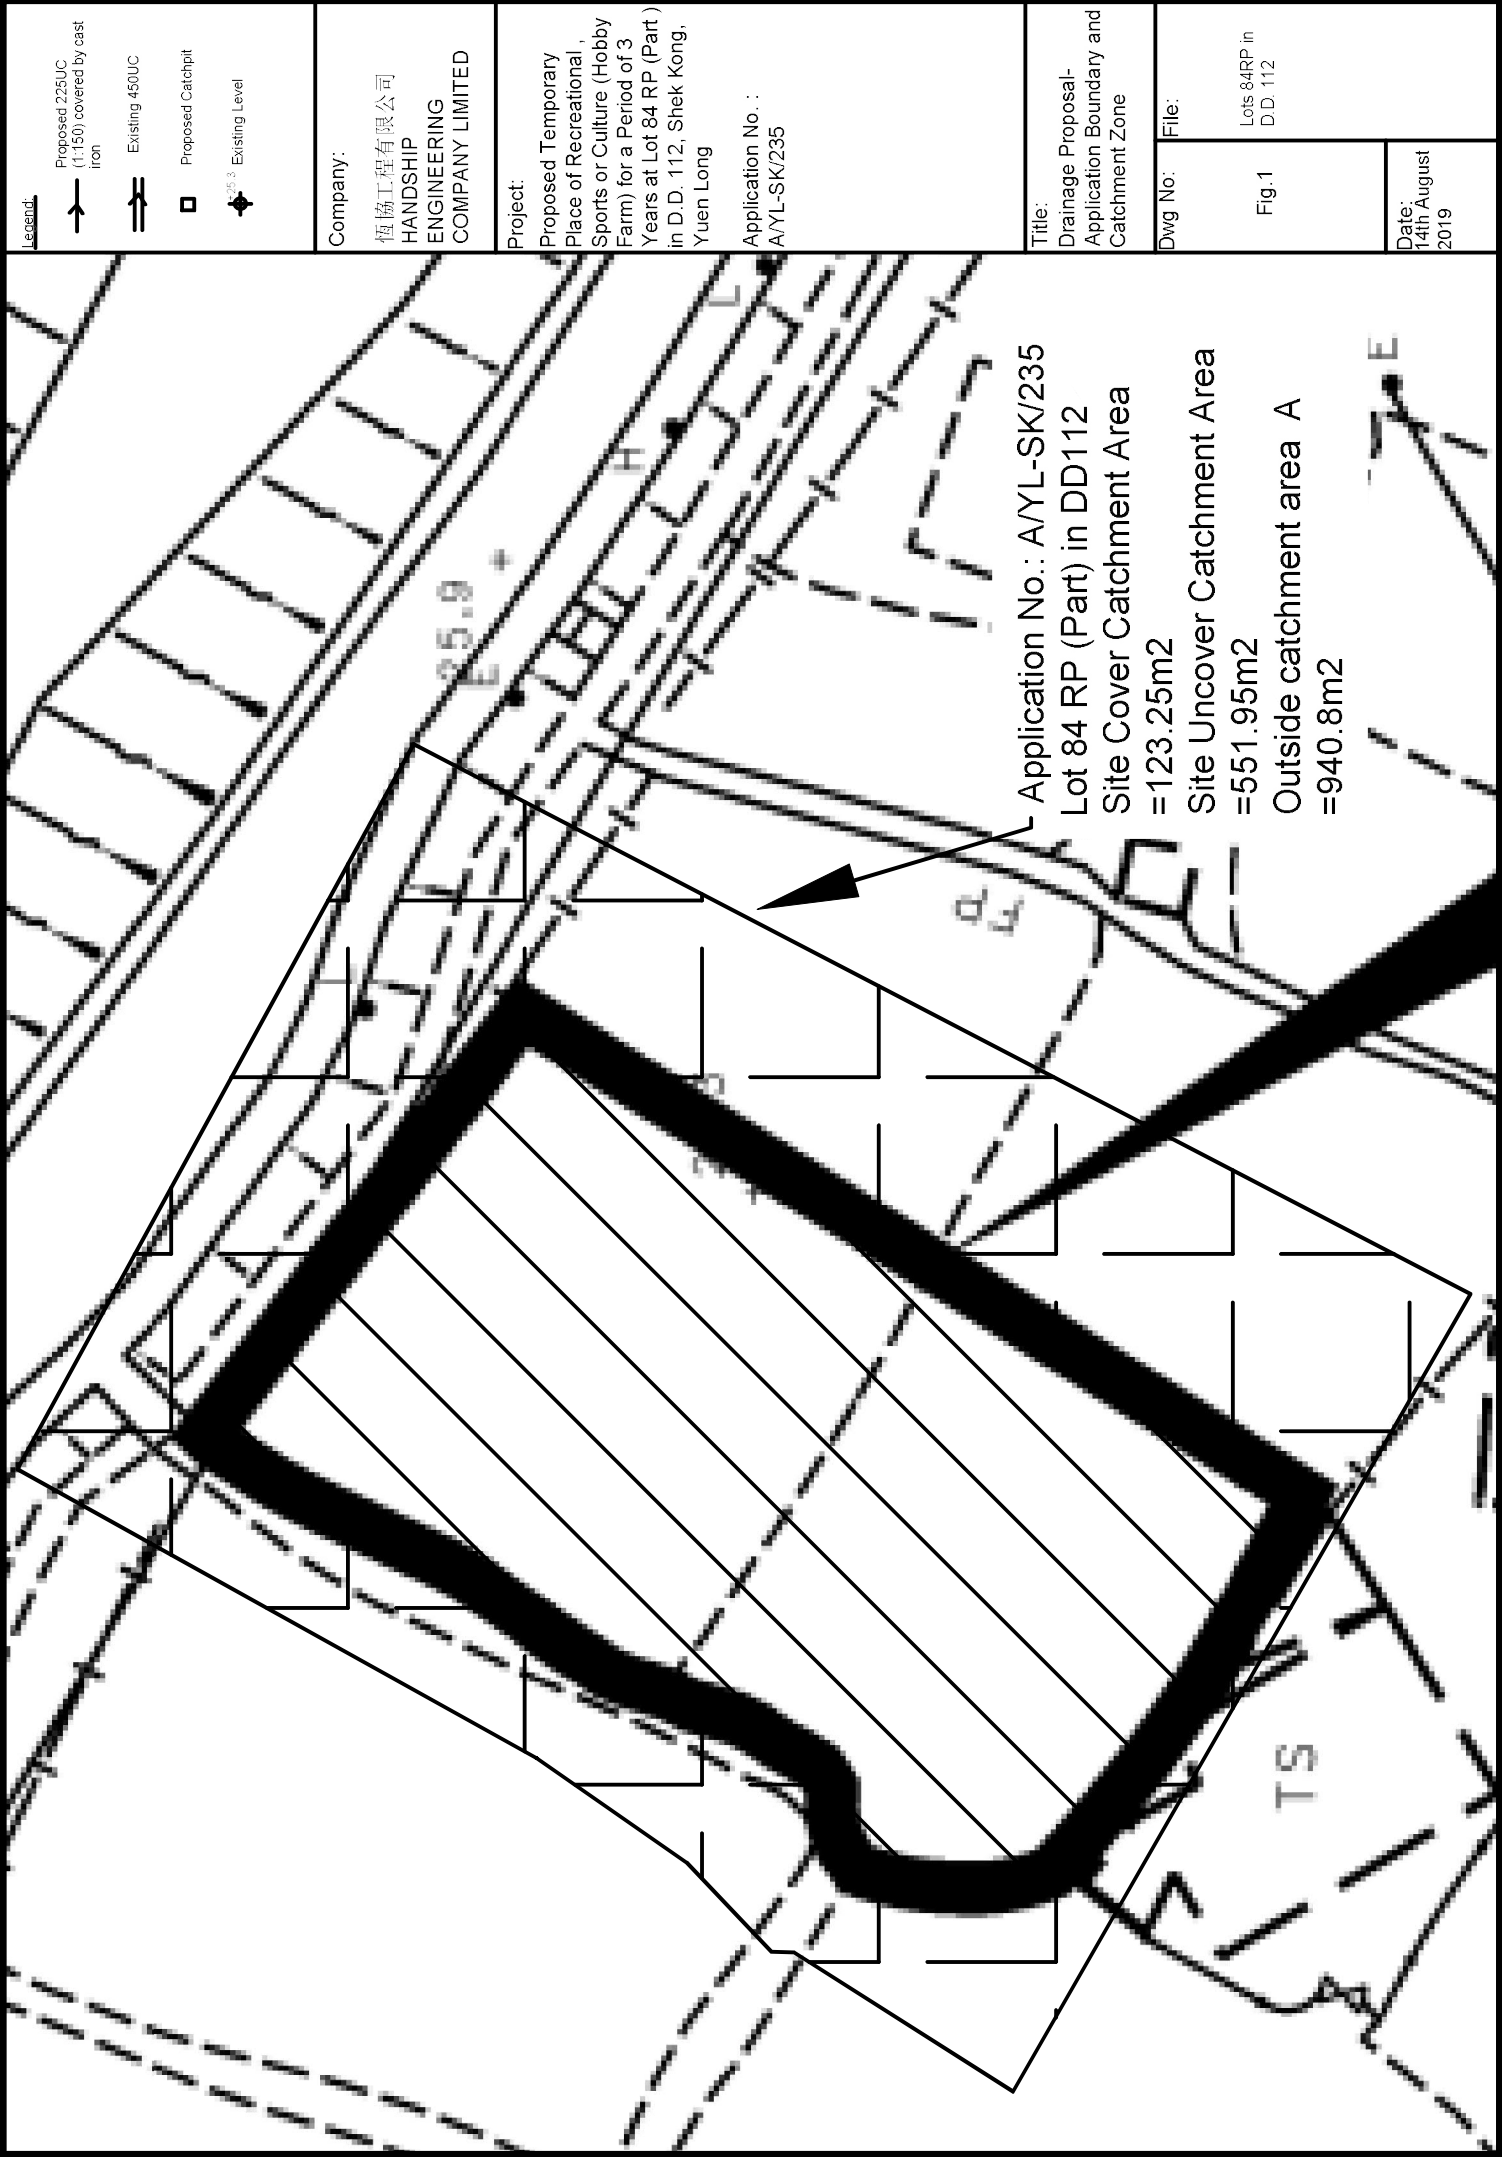 Legend:
Proposed 225UC
(1:150) covered by cast
iron
Existing 450UC
Proposed Catchpit
25.3
Existing Level
Company:
恆協工程有限公司
HANDSHIP
ENGINEERING
COMPANY LIMITED
Project:
Proposed Temporary
Place of Recreational ,
Sports or Culture (Hobby
Farm) for a Period of 3
Years at Lot 84 RP (Part )
in D.D. 112, Shek Kong,
Yuen Long
Application No. :
A/YL-SK/235
Title:
Drainage Proposal-
Application Boundary and
Catchment Zone
Dwg No:
Fig.1
File:
Lots 84RP in
D.D. 112
Date:
14th August
2019
Application No.: A/YL-SK/235
Lot 84 RP (Part) in DD112
Site Cover Catchment Area
=123.25m2
Site Uncover Catchment Area
=551.95m2
Outside catchment area A
=940.8m2
L
H
E
E
FP
TS